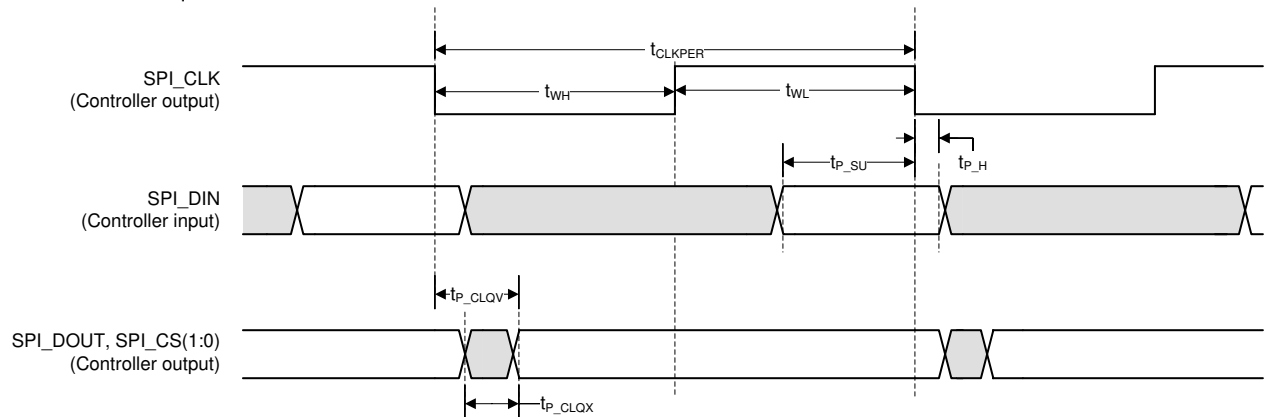 tCLKPER
SPI_CLK
(Controller output)
tWH
tWL
tP_SU
tP_H
SPI_DIN
(Controller input)
tP_CLQV
SPI_DOUT, SPI_CS(1:0)
(Controller output)
tP_CLQX